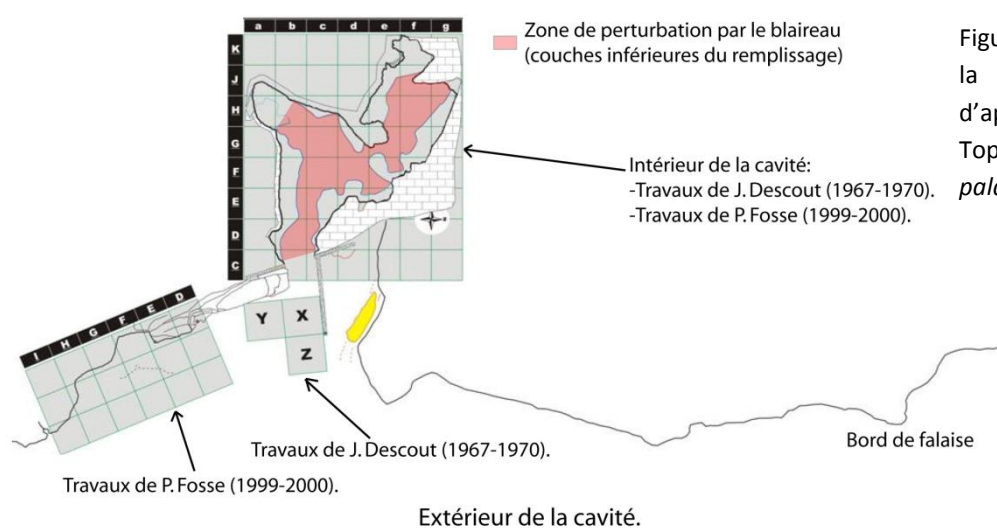 a b c d e f g
K
J
H
G
F
E
D
C
Zone de perturbation par le blaireau
(couches inférieures du remplissage)
Figu
la
d'ap
Top
pala
Intérieur de la cavité:
-Travaux de J. Descout (1967-1970).
-Travaux de P. Fosse (1999-2000).
I H G F E D
Y X
Z
Bord de falaise
Travaux de J. Descout (1967-1970).
Travaux de P. Fosse (1999-2000).
Extérieur de la cavité.